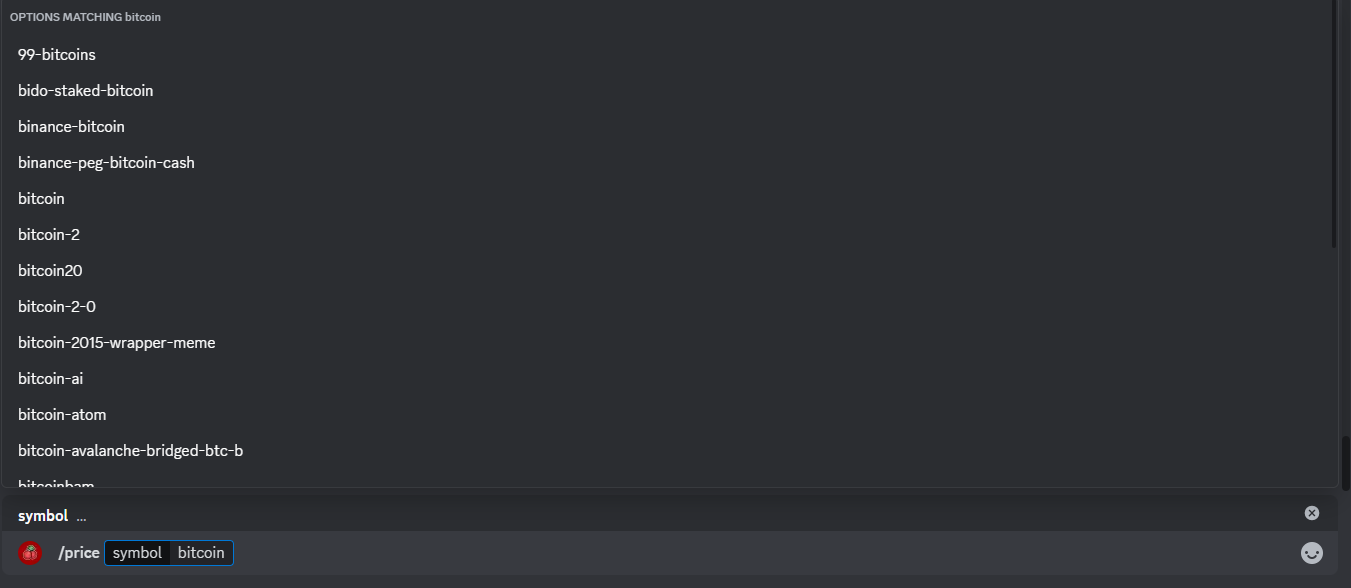 OPTIONS MATCHING bitcoin
99-bitcoins
bido-staked-bitcoin
binance-bitcoin
binance-peg-bitcoin-cash
bitcoin
bitcoin-2
bitcoin20
bitcoin-2-0
bitcoin-2015-wrapper-meme
bitcoin-ai
bitcoin-atom
bitcoin-avalanche-bridged-btc-b
bitcoinbam
symbol ...
/price symbol bitcoin